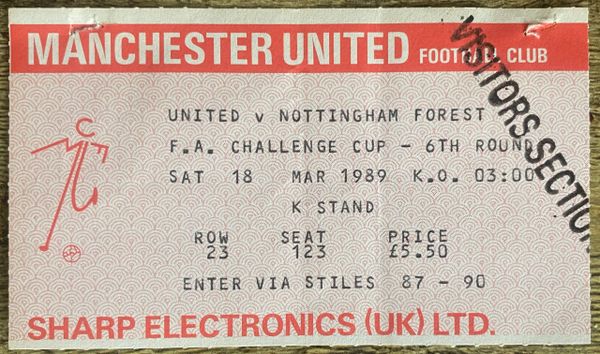 MANCHESTER UNITED FOOTBALL CLUB
VISITORS SECTION
UNITED v NOTTINGHAM FOREST
F.A. CHALLENGE CUP - 6TH ROUND
SAT 18 MAR 1989 K.O. 03:00
K STAND
ROW SEAT PRICE
23 123 £5.50
ENTER VIA STILES 87 - 90
SHARP ELECTRONICS (UK) LTD.